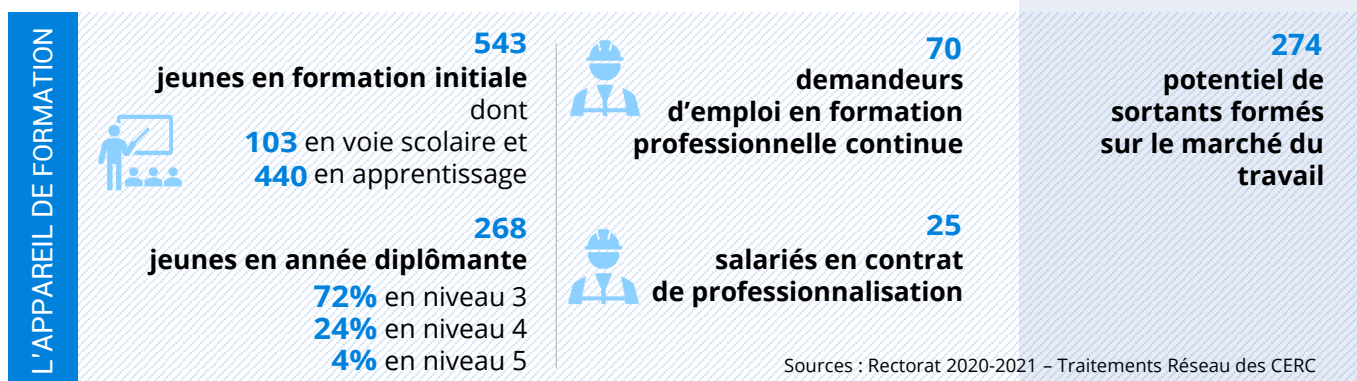 L'APPAREIL DE FORMATION
543
jeunes en formation initiale
dont
103 en voie scolaire et
440 en apprentissage
268
jeunes en année diplômante
72% en niveau 3
24% en niveau 4
4% en niveau 5
70
demandeurs
d’emploi en formation
professionnelle continue
25
salariés en contrat
de professionnalisation
274
potentiel de
sortants formés
sur le marché du
travail
Sources : Rectorat 2020-2021 – Traitements Réseau des CERC